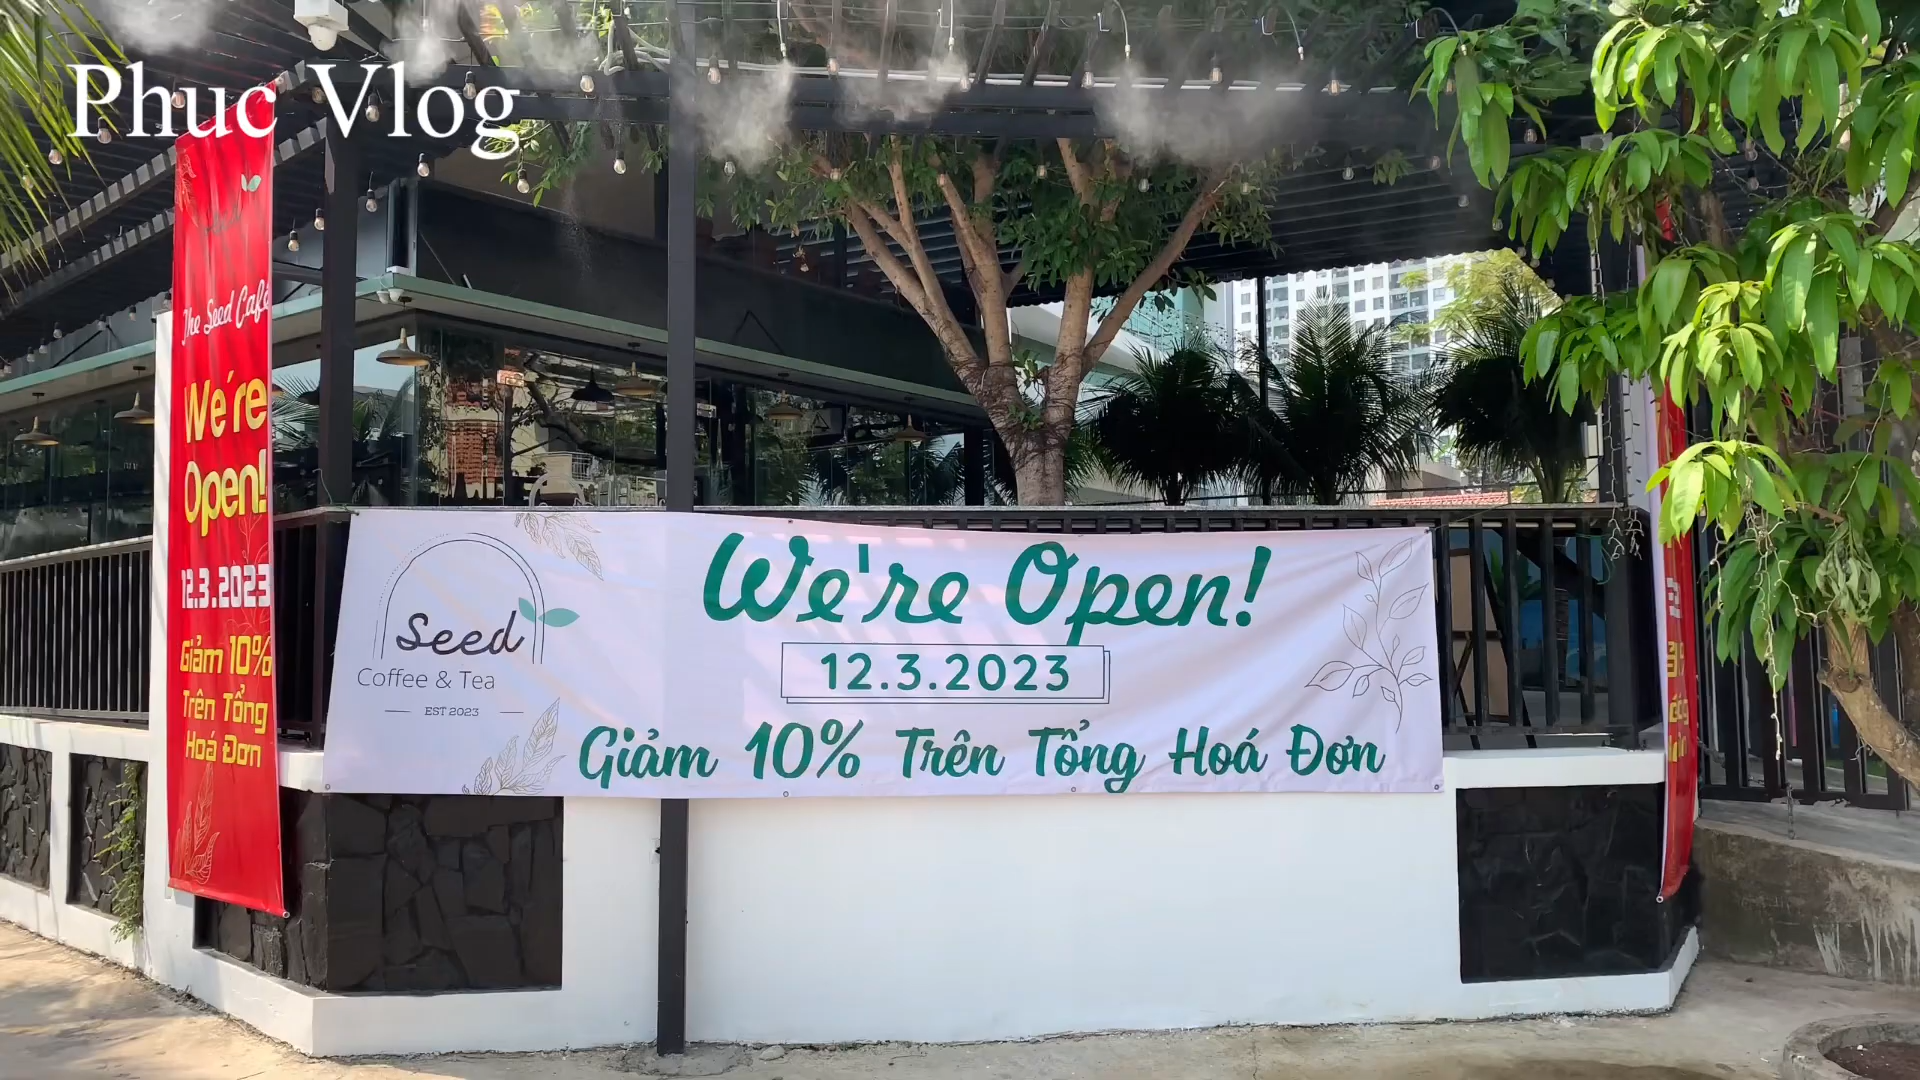 Phuc Vlog
The Seed Café
We're
Open!
12.3.2023
Giảm 10%
Trên Tổng
Hoá Đơn
seed
Coffee & Tea
EST 2023
We're Open!
12.3.2023
Giảm 10% Trên Tổng Hoá Đơn